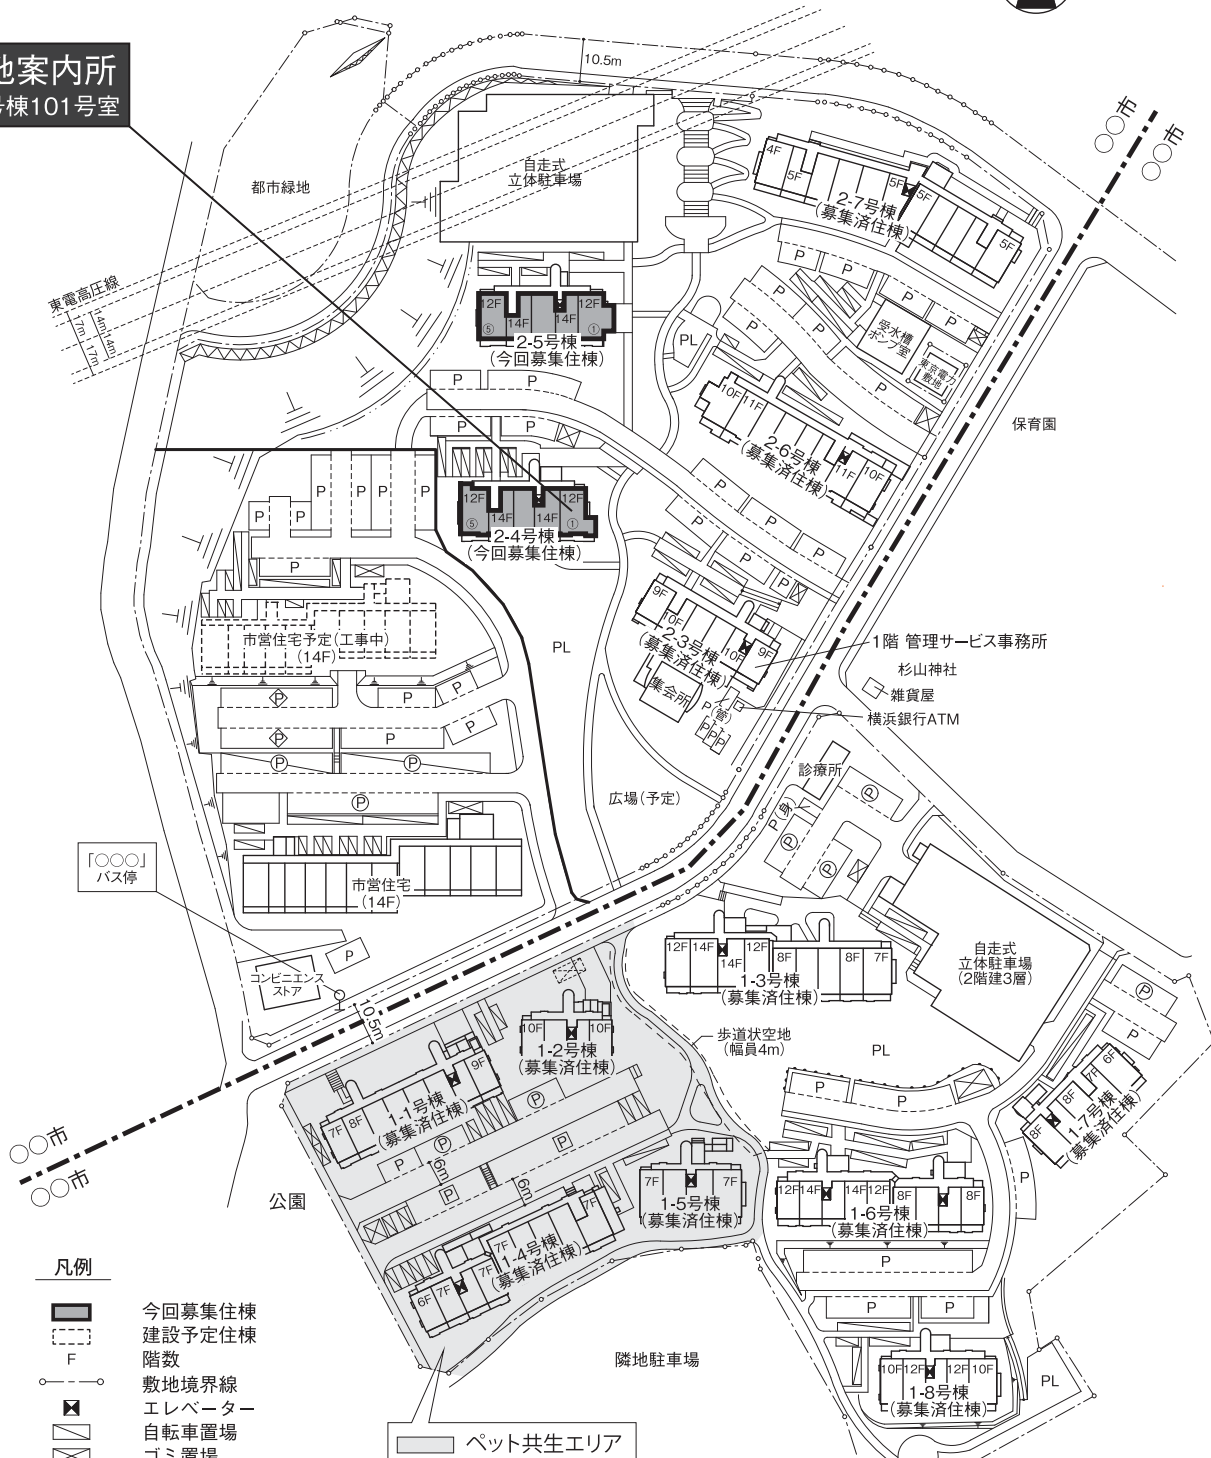 地案内所
号棟101号室
10.5m
○○市
○○市
都市緑地
自走式
立体駐車場
東電高圧線
17m
14m
14m
17m
4F
5F
5F
5F
5F
2-7号棟
(募集済住棟)
P
P
P
P
P
P
P
受水槽
ポンプ室
東京電力
敷地
保育園
12F
14F
14F
12F
⑤
①
2-5号棟
(今回募集住棟)
PL
P
P
P
P
10F
11F
2-6号棟
(募集済住棟)
11F
10F
P
P
P
P
P
P
12F
14F
14F
12F
⑤
①
2-4号棟
(今回募集住棟)
P
P
P
P
P
P
P
市営住宅予定(工事中)
(14F)
PL
9F
10F
2-3号棟
(募集済住棟)
10F
9F
集会所
P(管)
P
P
P
1階 管理サービス事務所
杉山神社
雑貨屋
横浜銀行ATM
P
P
P
P
P
P
P
P
P
広場(予定)
診療所
P(身)
P
P
P
「○○○」
バス停
市営住宅
(14F)
コンビニエンス
ストア
P
10.5m
12F
14F
14F
12F
8F
8F
7F
1-3号棟
(募集済住棟)
自走式
立体駐車場
(2階建3層)
P
P
歩道状空地
(幅員4m)
PL
10F
10F
1-2号棟
(募集済住棟)
7F
8F
9F
1-1号棟
(募集済住棟)
P
P
P
P
P
6m
6m
P
P
6F
7F
8F
8F
1-7号棟
(募集済住棟)
P
○○市
○○市
公園
7F
7F
1-5号棟
(募集済住棟)
12F
14F
14F
12F
8F
8F
1-6号棟
(募集済住棟)
6F
7F
7F
7F
7F
1-4号棟
(募集済住棟)
P
P
P
10F
12F
12F
10F
1-8号棟
(募集済住棟)
PL
隣地駐車場
凡例
今回募集住棟
建設予定住棟
F 階数
敷地境界線
エレベーター
自転車置場
ゴミ置場
ペット共生エリア